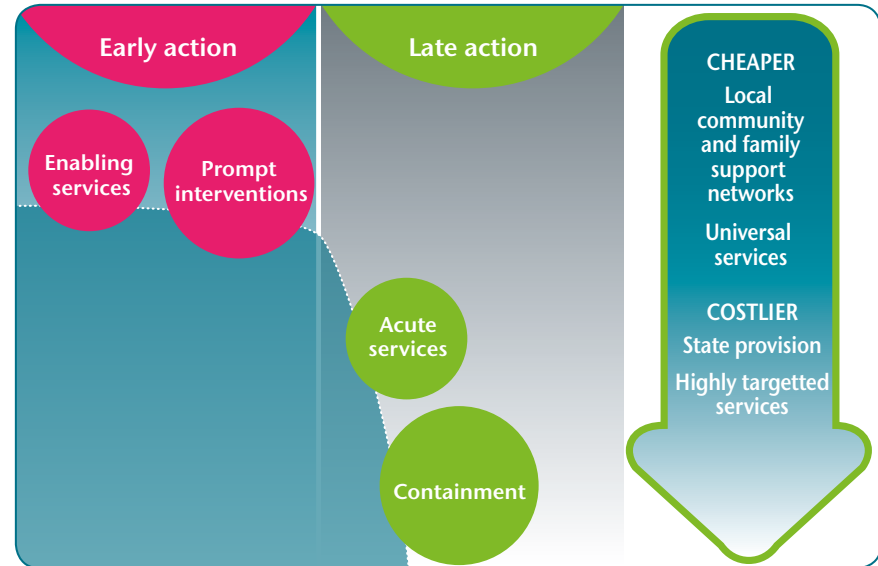 Early action
Late action
Enabling
services
Prompt
interventions
Acute
services
Containment
CHEAPER
Local
community
and family
support
networks
Universal
services
COSTLIER
State provision
Highly targetted
services